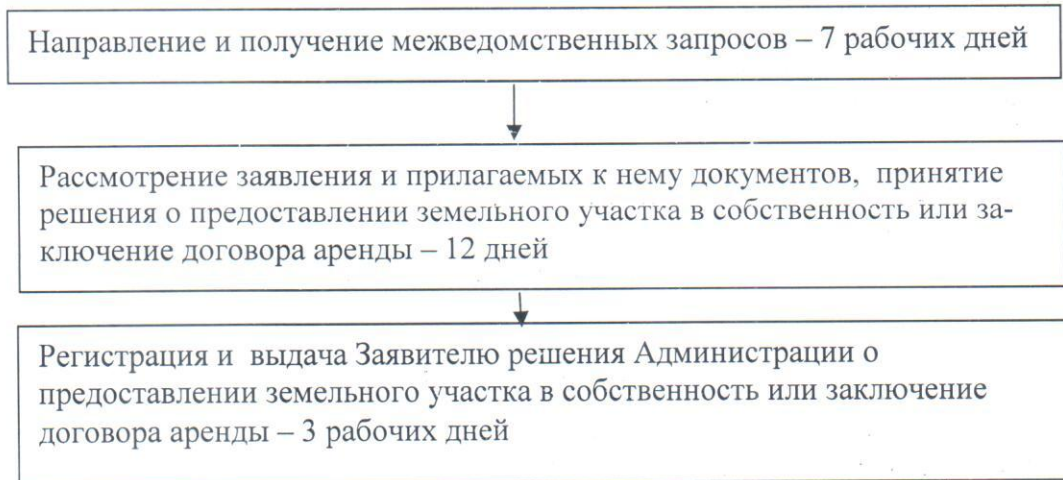 Направление и получение межведомственных запросов – 7 рабочих дней
Рассмотрение заявления и прилагаемых к нему документов, принятие
решения о предоставлении земельного участка в собственность или за-
ключение договора аренды – 12 дней
Регистрация и выдача Заявителю решения Администрации о
предоставлении земельного участка в собственность или заключение
договора аренды – 3 рабочих дней